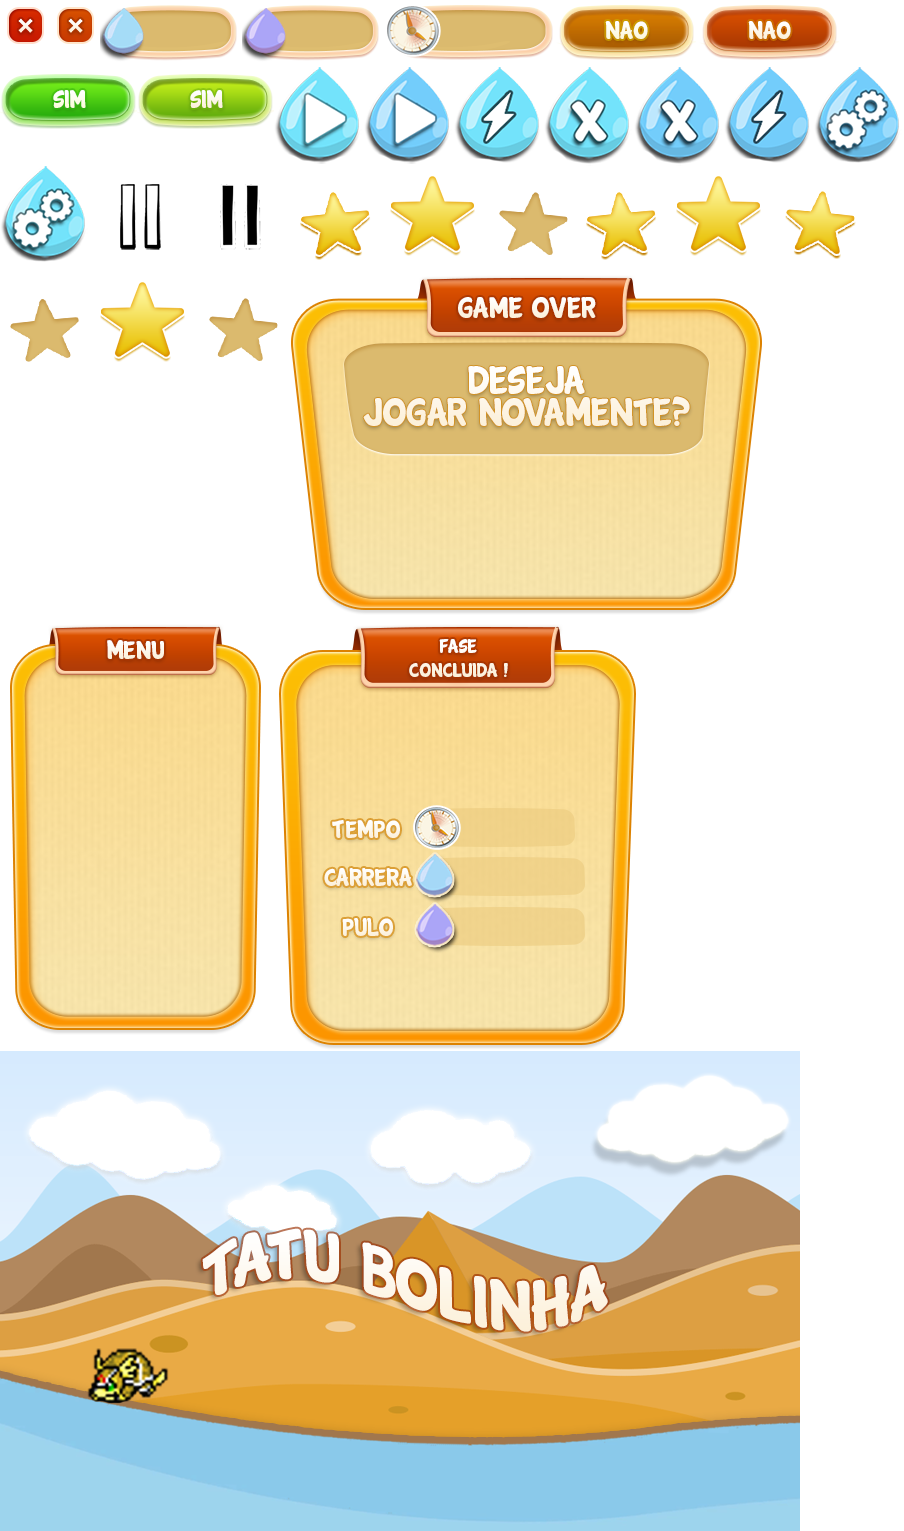 NAO
NAO
SIM
SIM
GAME OVER
DESEJA
JOGAR NOVAMENTE?
MENU
FASE
CONCLUIDA !
TEMPO
CARRERA
PULO
TATU BOLINHA